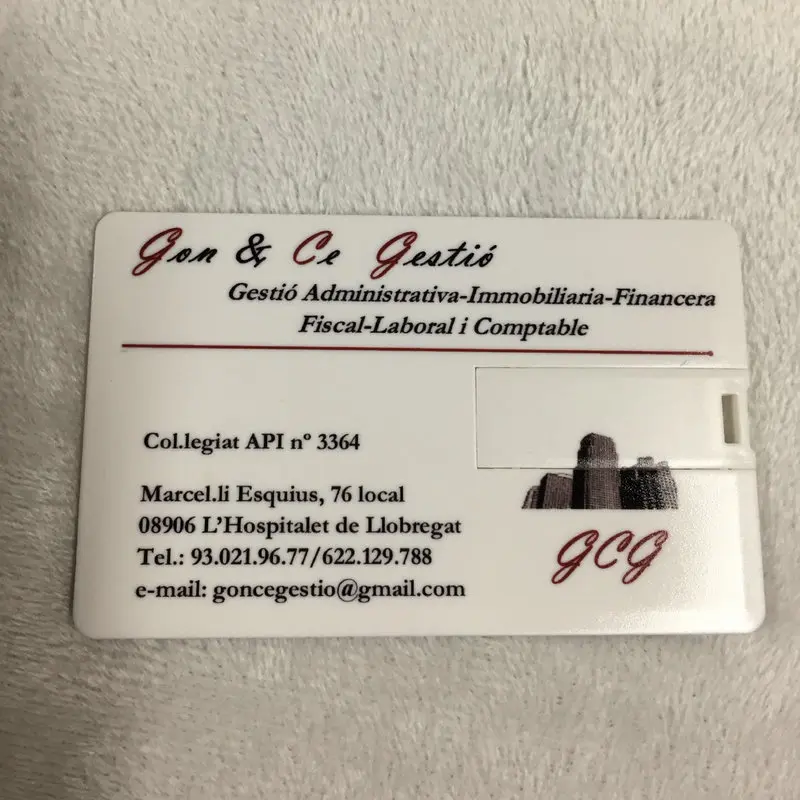 Gon & Ce Gestió
Gestió Administrativa-Immobiliaria-Financera
Fiscal-Laboral i Comptable
Col.legiat API nº 3364
Marcel.li Esquius, 76 local
08906 L’Hospitalet de Llobregat
Tel.: 93.021.96.77/622.129.788
e-mail: goncegestio@gmail.com
GCG